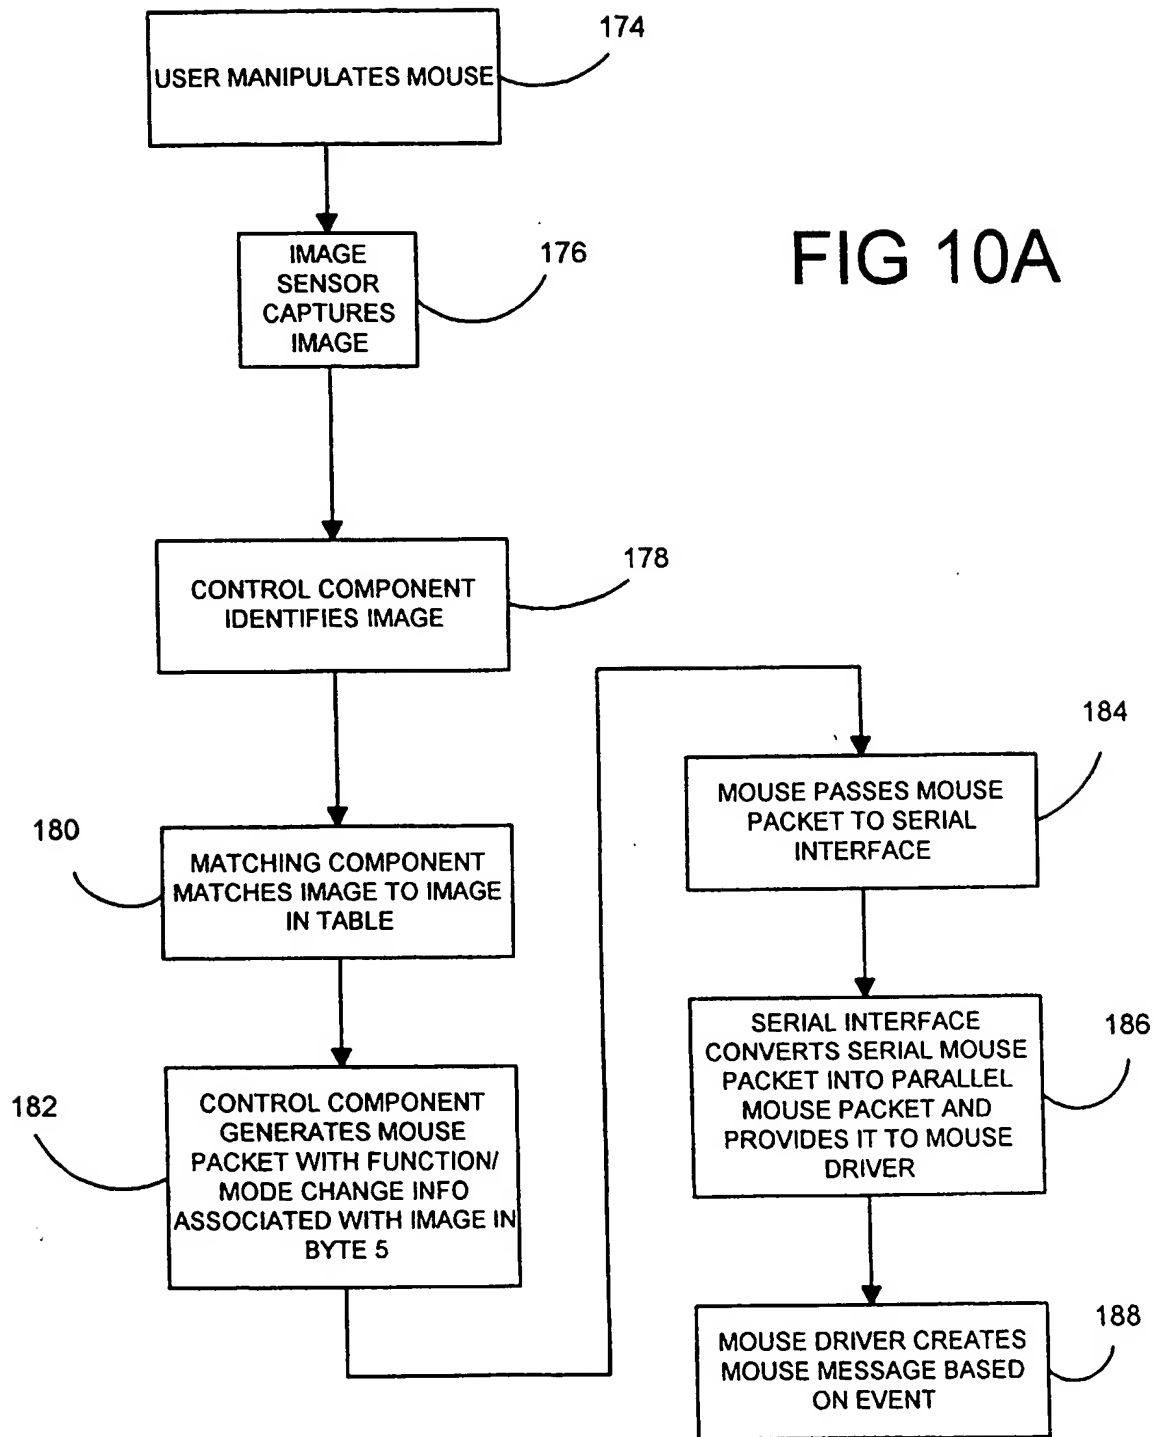 174
USER MANIPULATES MOUSE
FIG 10A
176
IMAGE
SENSOR
CAPTURES
IMAGE
178
CONTROL COMPONENT
IDENTIFIES IMAGE
180
MATCHING COMPONENT
MATCHES IMAGE TO IMAGE
IN TABLE
182
CONTROL COMPONENT
GENERATES MOUSE
PACKET WITH FUNCTION/
MODE CHANGE INFO
ASSOCIATED WITH IMAGE IN
BYTE 5
184
MOUSE PASSES MOUSE
PACKET TO SERIAL
INTERFACE
186
SERIAL INTERFACE
CONVERTS SERIAL MOUSE
PACKET INTO PARALLEL
MOUSE PACKET AND
PROVIDES IT TO MOUSE
DRIVER
188
MOUSE DRIVER CREATES
MOUSE MESSAGE BASED
ON EVENT